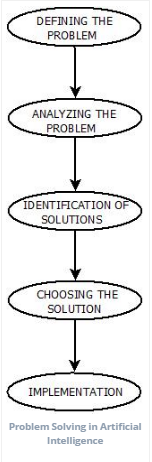 DEFINING THE
PROBLEM
ANALYZING THE
PROBLEM
IDENTIFICATION OF
SOLUTIONS
CHOOSING THE
SOLUTION
IMPLEMENTATION
Problem Solving in Artificial
Intelligence